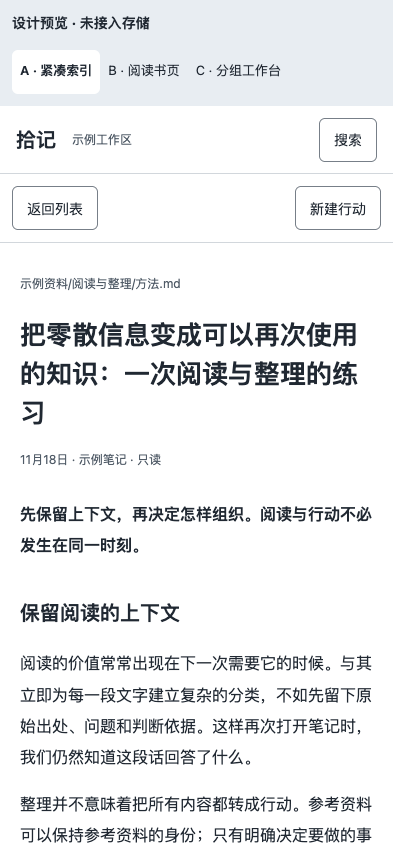 设计预览 · 未接入存储
A · 紧凑索引 B · 阅读书页 C · 分组工作台
拾记 示例工作区 搜索
返回列表 新建行动
示例资料/阅读与整理/方法.md
把零散信息变成可以再次使用
的知识：一次阅读与整理的练
习
11月18日 · 示例笔记 · 只读
先保留上下文，再决定怎样组织。阅读与行动不必
发生在同一时刻。
保留阅读的上下文
阅读的价值常常出现在下一次需要它的时候。与其
立即为每一段文字建立复杂的分类，不如先留下原
始出处、问题和判断依据。这样再次打开笔记时，
我们仍然知道这段话回答了什么。
整理并不意味着把所有内容都转成行动。参考资料
可以保持参考资料的身份；只有明确决定要做的事